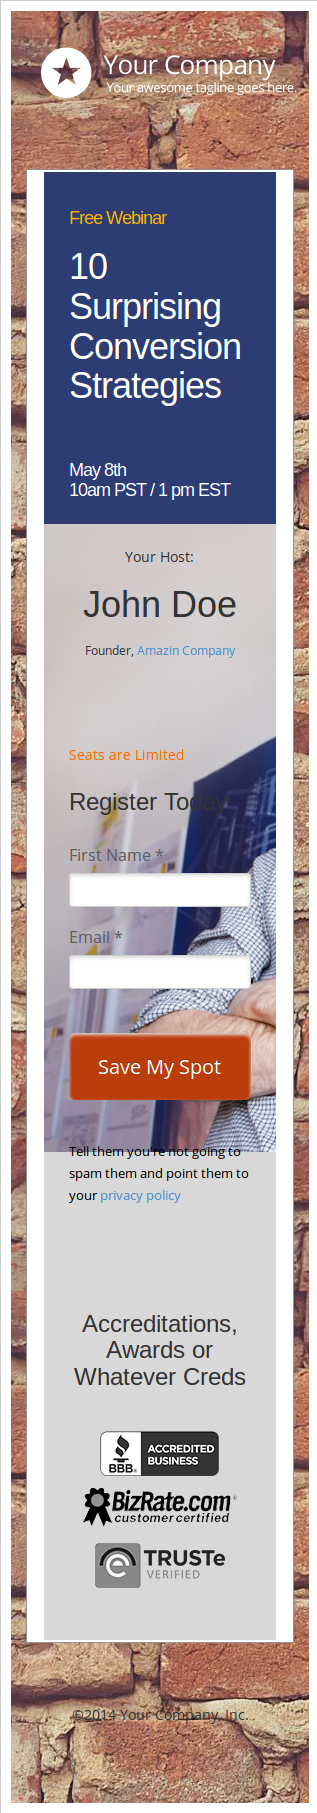 Your Company
Your awesome tagline goes here.
Free Webinar
10
Surprising
Conversion
Strategies
May 8th
10am PST / 1 pm EST
Your Host:
John Doe
Founder, Amazin Company
Seats are Limited
Register Today
First Name *
Email *
Save My Spot
Tell them you're not going to
spam them and point them to
your privacy policy
Accreditations,
Awards or
Whatever Creds
BBB
ACCREDITED
BUSINESS
BizRate.com
customer certified
TRUSTe
VERIFIED
©2014 Your Company, Inc.